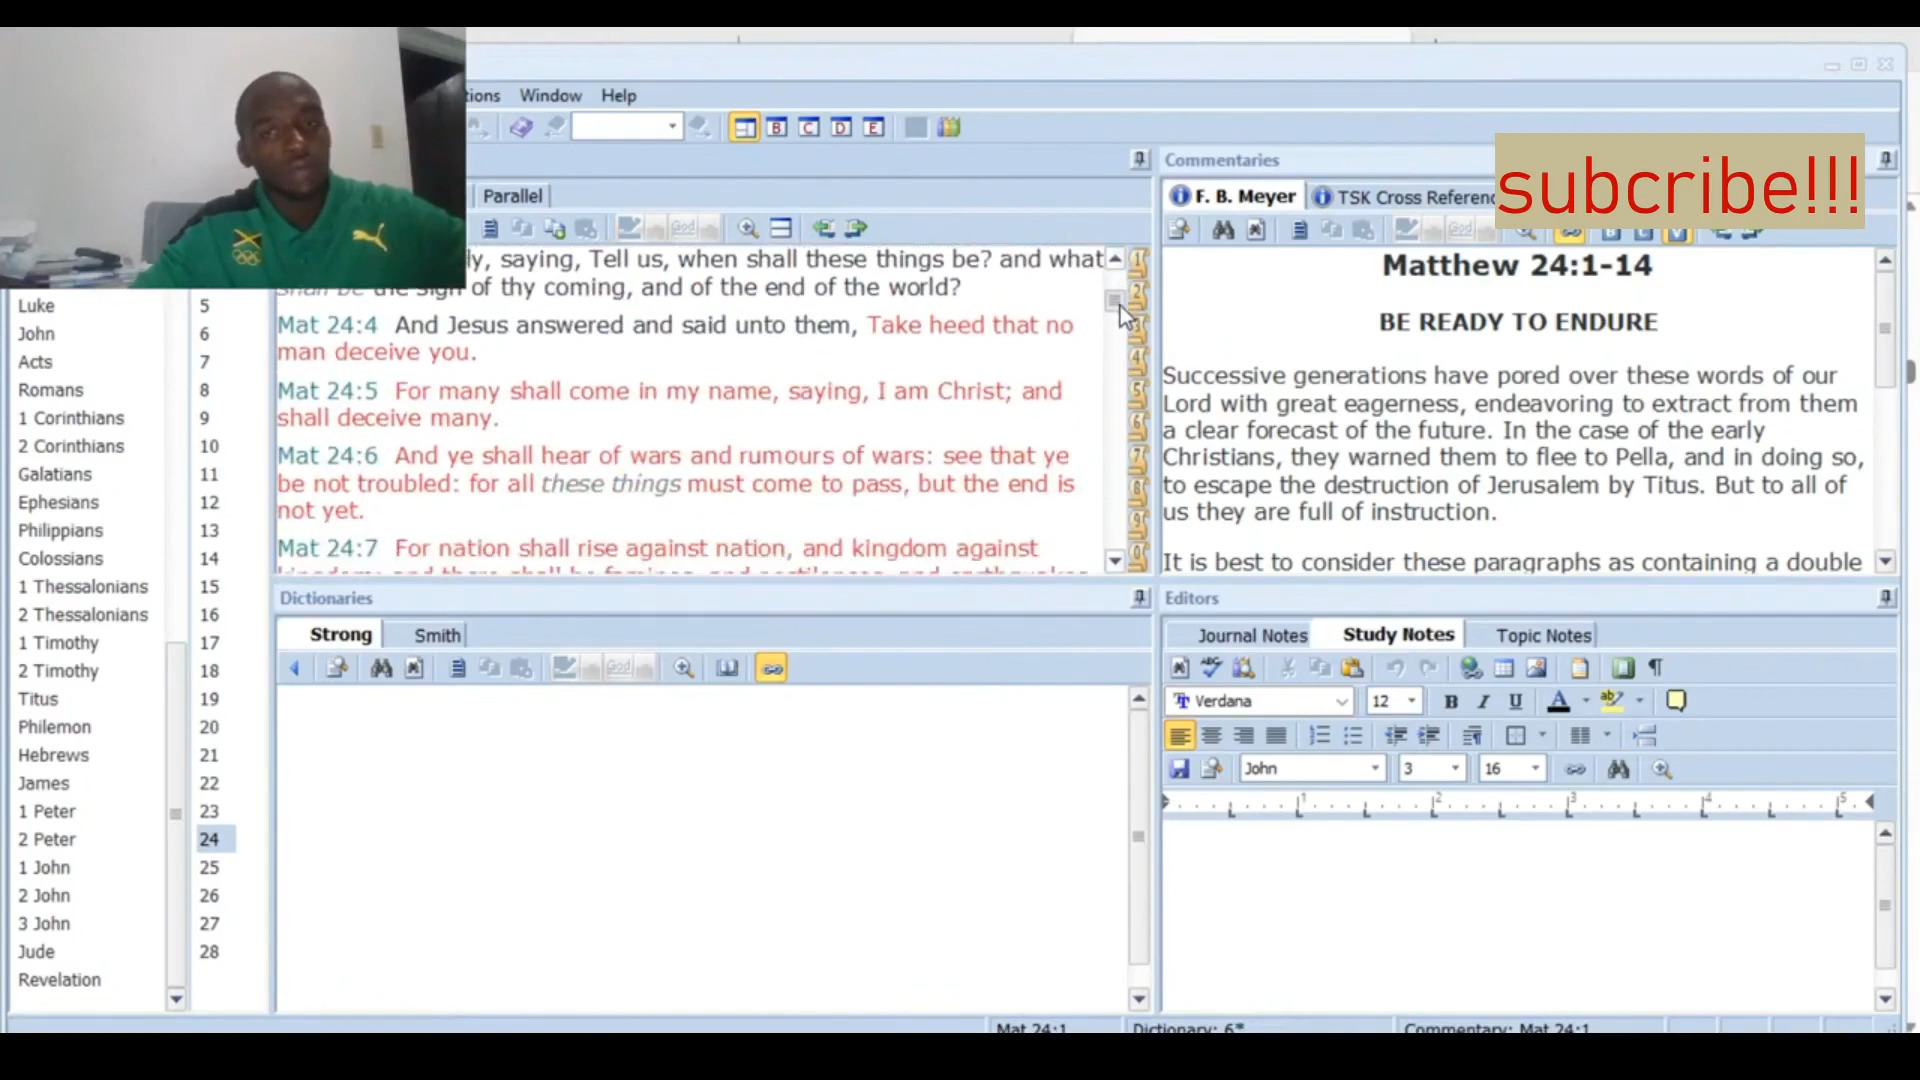 Window Help
B C D E
Parallel
saying, Tell us, when shall these things be? and what
of thy coming, and of the end of the world?
Mat 24:4 And Jesus answered and said unto them, Take heed that no
man deceive you.
Mat 24:5 For many shall come in my name, saying, I am Christ; and
shall deceive many.
Mat 24:6 And ye shall hear of wars and rumours of wars: see that ye
be not troubled: for all these things must come to pass, but the end is
not yet.
Mat 24:7 For nation shall rise against nation, and kingdom against
Commentaries
subcribe!!!
F. B. Meyer TSK Cross
Matthew 24:1-14
BE READY TO ENDURE
Successive generations have pored over these words of our
Lord with great eagerness, endeavoring to extract from them
a clear forecast of the future. In the case of the early
Christians, they warned them to flee to Pella, and in doing so,
to escape the destruction of Jerusalem by Titus. But to all of
us they are full of instruction.
It is best to consider these paragraphs as containing a double
Luke 5
John 6
Acts 7
Romans 8
1 Corinthians 9
2 Corinthians 10
Galatians 11
Ephesians 12
Philippians 13
Colossians 14
1 Thessalonians 15
2 Thessalonians 16
1 Timothy 17
2 Timothy 18
Titus 19
Philemon 20
Hebrews 21
James 22
1 Peter 23
2 Peter 24
1 John 25
2 John 26
3 John 27
Jude 28
Revelation
Dictionaries
Strong Smith
Editors
Journal Notes Study Notes Topic Notes
Verdana 12 B I U A
John 3 16
1 2 3 4 5
Mat 24:1 Dictionary: 6* Commentary: Mat 24:1